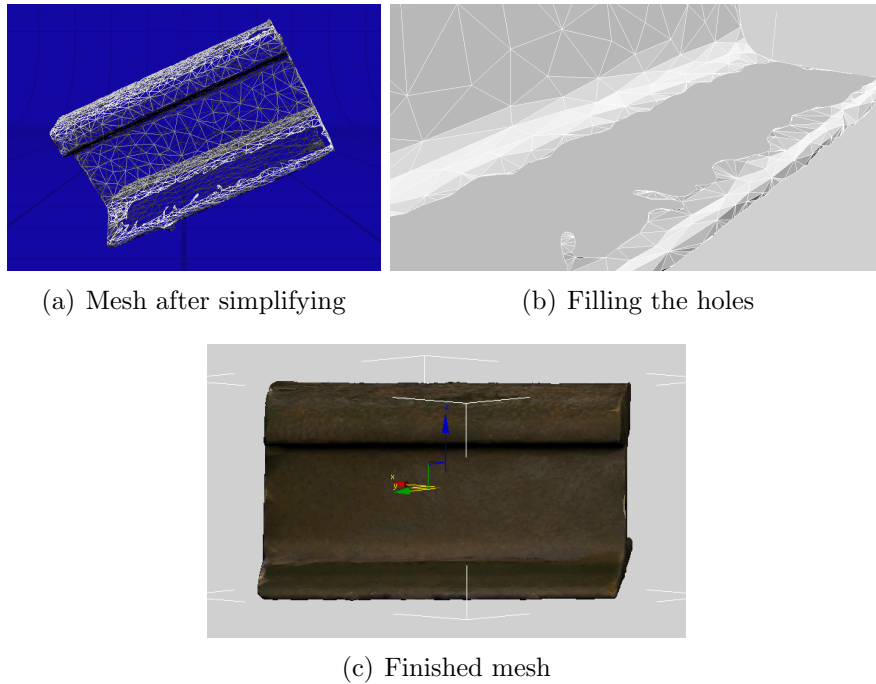 (a) Mesh after simplifying
(b) Filling the holes
x
y
z
(c) Finished mesh